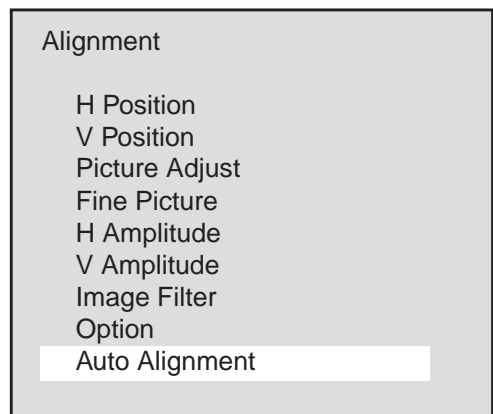 Alignment
H Position
V Position
Picture Adjust
Fine Picture
H Amplitude
V Amplitude
Image Filter
Option
Auto Alignment